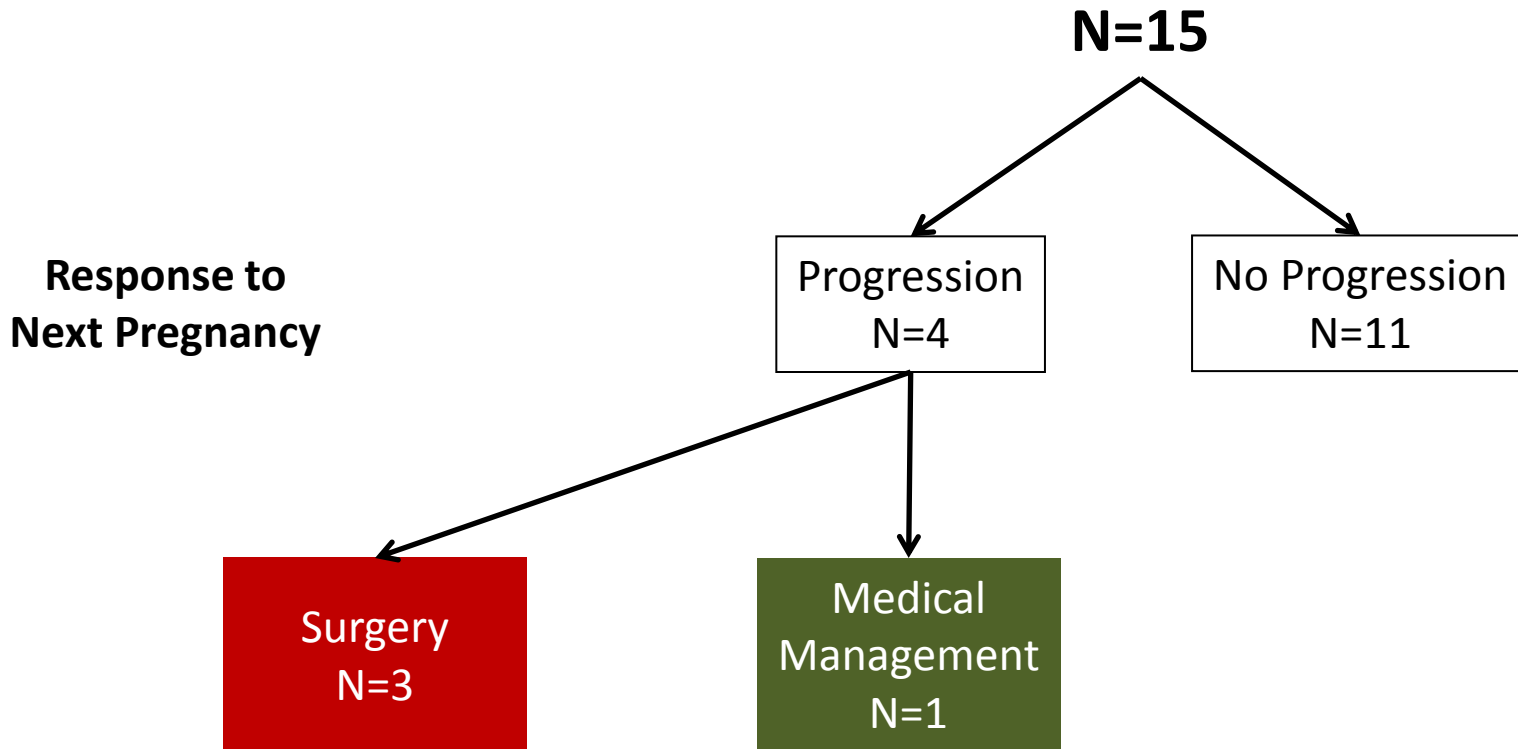 N=15
Response to
Next Pregnancy
Progression
N=4
No Progression
N=11
Surgery
N=3
Medical
Management
N=1